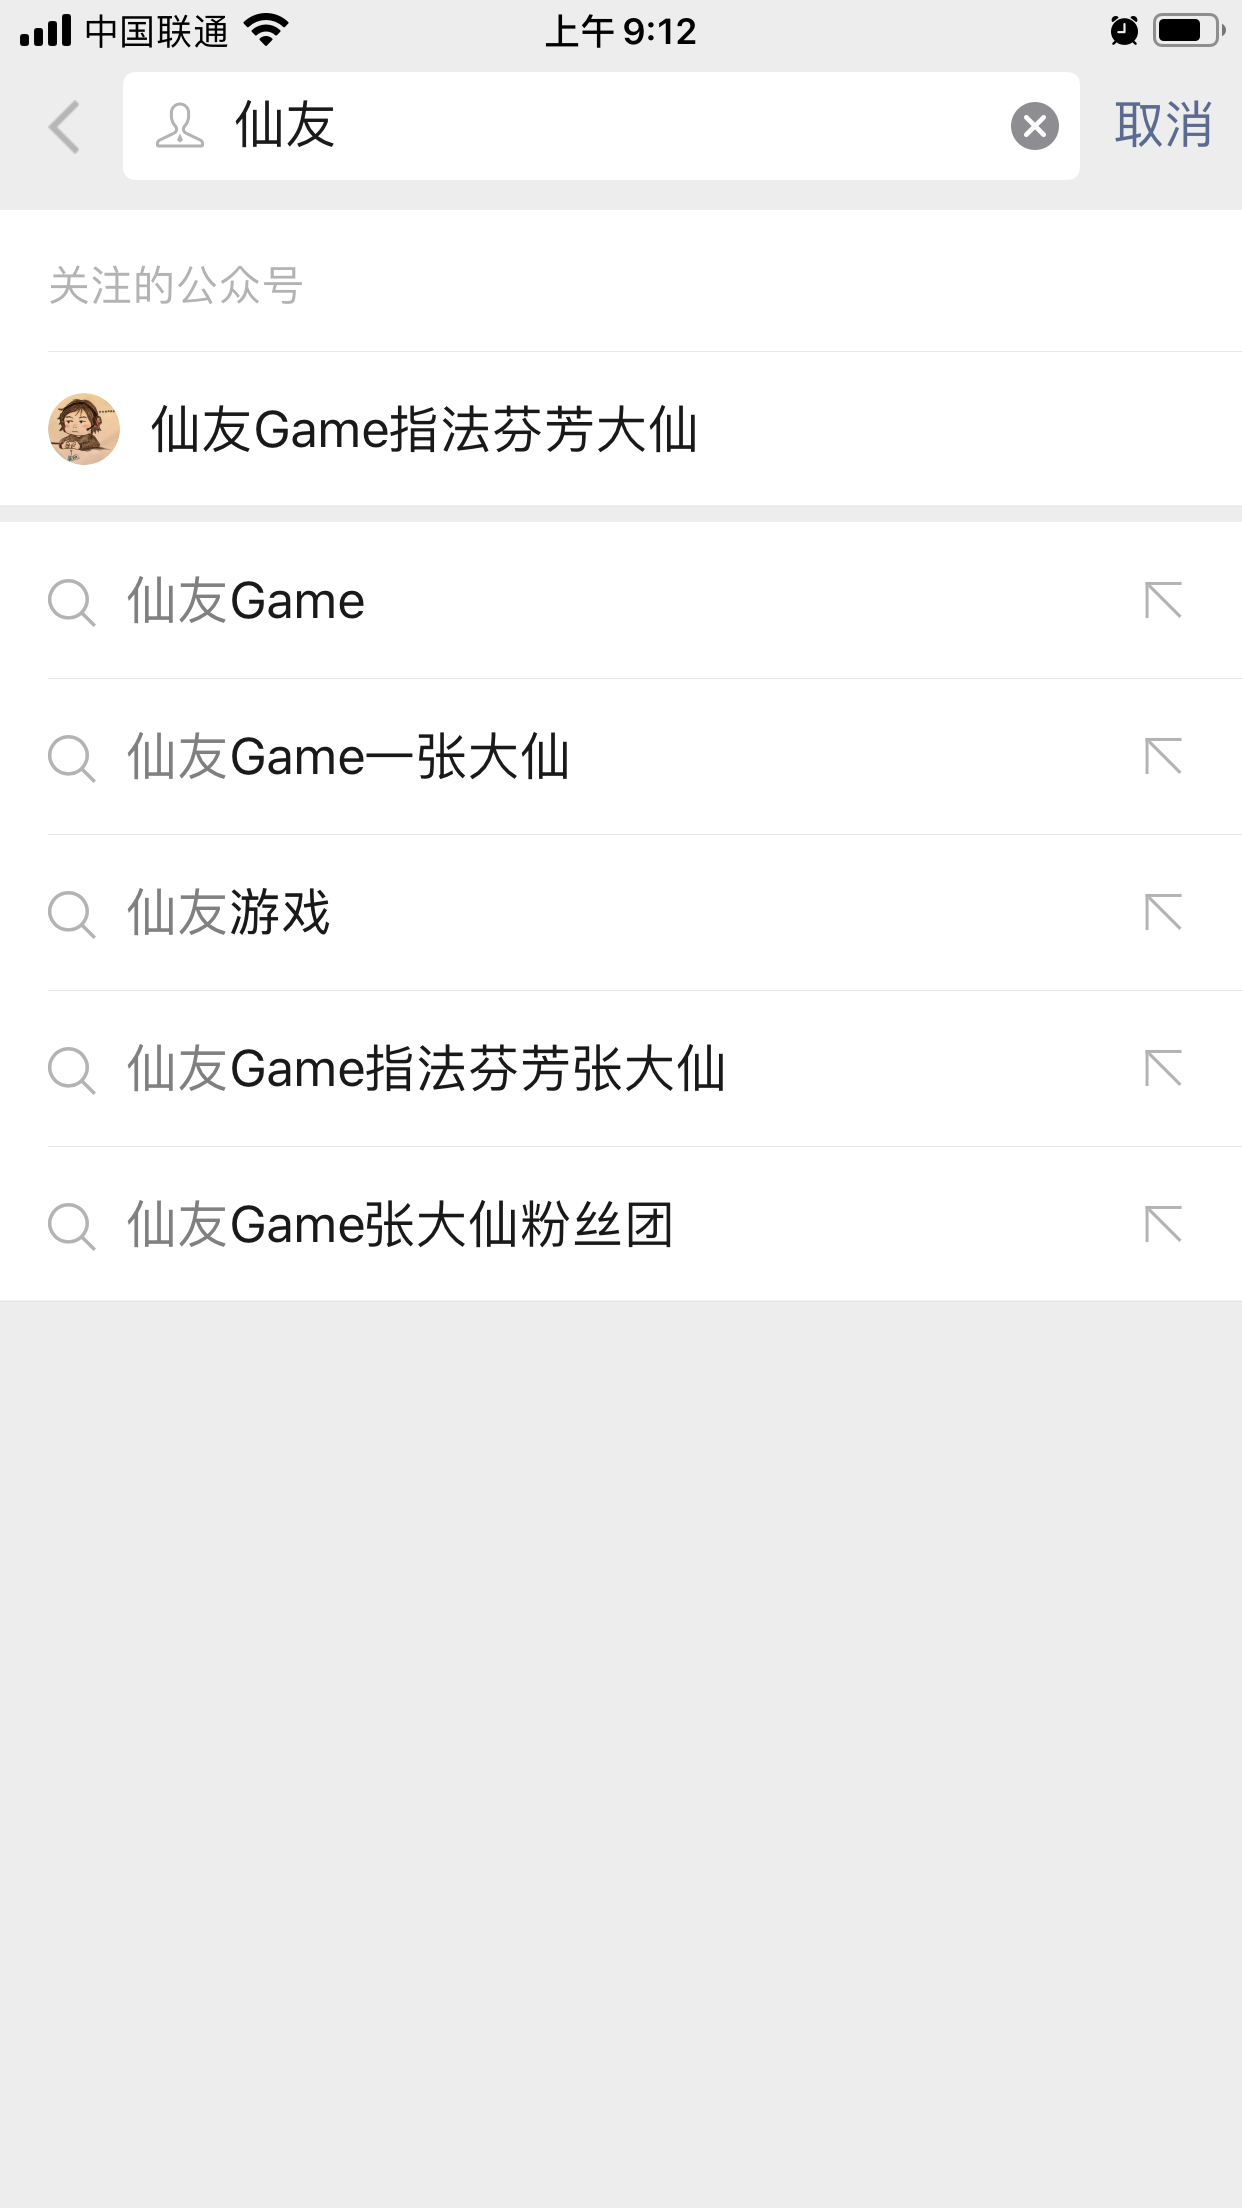 中国联通 上午 9:12
仙友 取消
关注的公众号
仙友Game指法芬芳大仙
仙友Game
仙友Game一张大仙
仙友游戏
仙友Game指法芬芳张大仙
仙友Game张大仙粉丝团